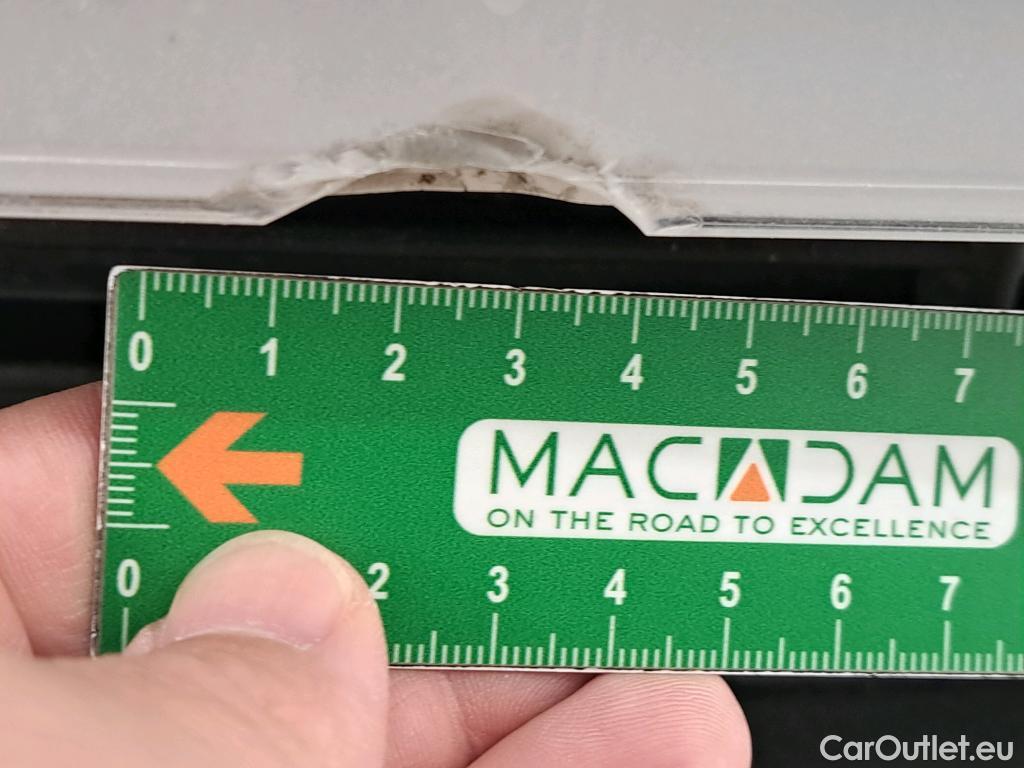 0 1 2 3 4 5 6 7
MACADAM
ON THE ROAD TO EXCELLENCE
0 2 3 4 5 6 7
CarOutlet.eu